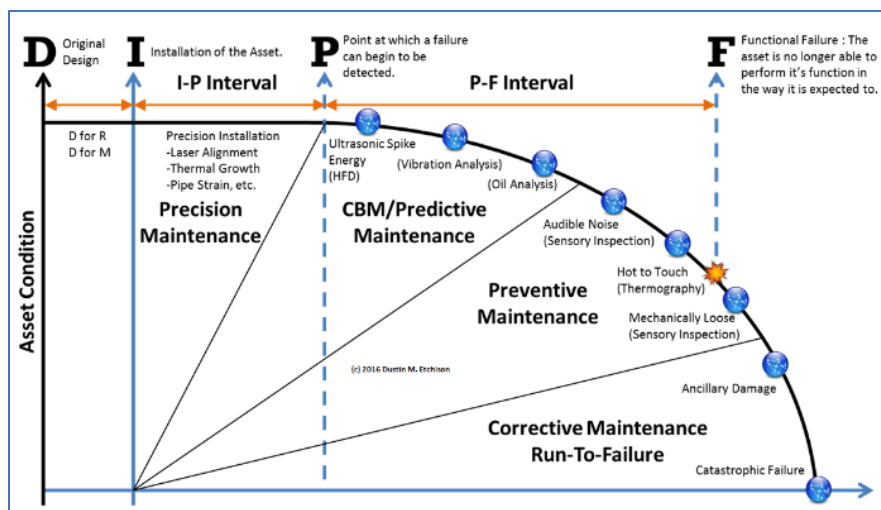 D
Original
Design
I
Installation of the Asset.
P
Point at which a failure
can begin to be
detected.
F
Functional Failure : The
asset is no longer able to
perform it's function in
the way it is expected to.
I-P Interval
P-F Interval
D for R
D for M
Precision Installation
-Laser Alignment
-Thermal Growth
-Pipe Strain, etc.
Precision
Maintenance
Ultrasonic Spike
Energy
(HFD)
(Vibration Analysis)
(Oil Analysis)
CBM/Predictive
Maintenance
Audible Noise
(Sensory Inspection)
Hot to Touch
(Thermography)
Preventive
Maintenance
Mechanically Loose
(Sensory Inspection)
(c) 2016 Dustin M. Etchison
Ancillary Damage
Corrective Maintenance
Run-To-Failure
Catastrophic Failure
Asset Condition